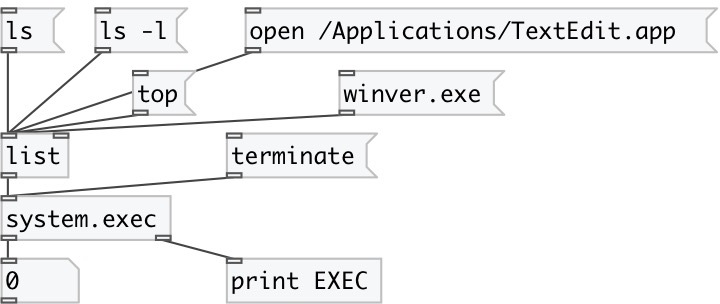 ls
ls -l
open /Applications/TextEdit.app
top
winver.exe
list
terminate
system.exec
0
print EXEC